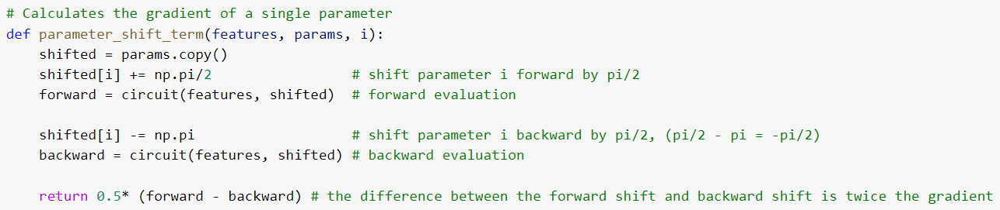 # Calculates the gradient of a single parameter
def parameter_shift_term(features, params, i):
    shifted = params.copy()
    shifted[i] += np.pi/2                 # shift parameter i forward by pi/2
    forward = circuit(features, shifted)  # forward evaluation
    shifted[i] -= np.pi                   # shift parameter i backward by pi/2, (pi/2 - pi = -pi/2)
    backward = circuit(features, shifted) # backward evaluation
    return 0.5* (forward - backward) # the difference between the forward shift and backward shift is twice the gradient